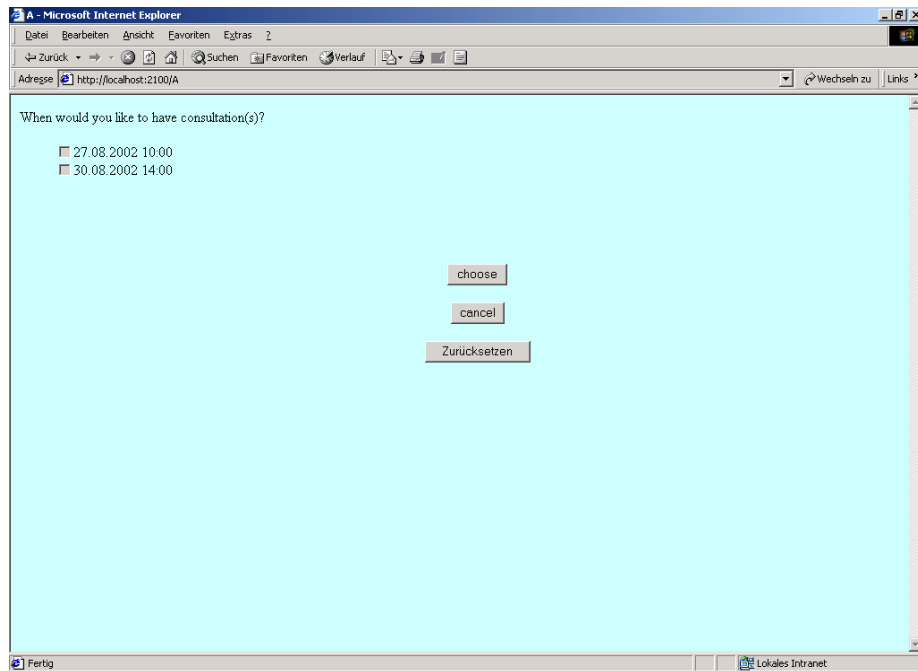 A - Microsoft Internet Explorer
Datei Bearbeiten Ansicht Favoriten Extras ?
Zurück Suchen Favoriten Verlauf
Adresse http://localhost:2100/A Wechseln zu Links
When would you like to have consultation(s)?
27.08.2002 10:00
30.08.2002 14:00
choose
cancel
Zurücksetzen
Fertig Lokales Intranet